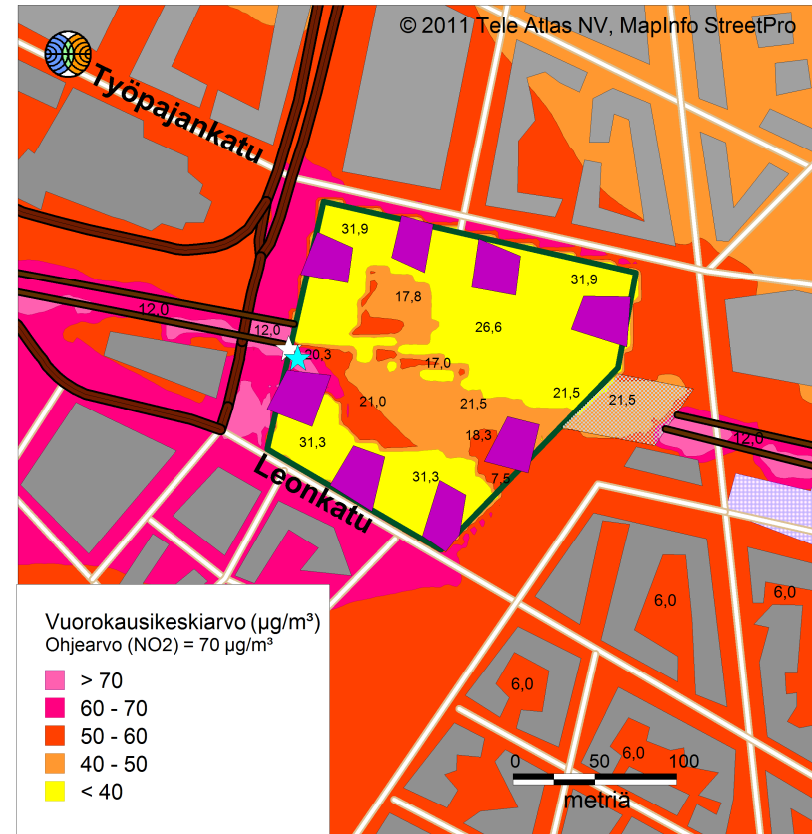 © 2011 Tele Atlas NV, MapInfo StreetPro
Työpajankatu
31,9
31,9
17,8
12,0
12,0
26,6
20,3
17,0
21,0
21,5
21,5
21,5
18,3
12,0
31,3
31,3
7,5
Leonkatu
6,0
6,0
6,0
6,0
Vuorokausikeskiarvo (µg/m³)
Ohjearvo (NO2) = 70 µg/m³
> 70
60 - 70
50 - 60
40 - 50
< 40
0 50 100
metriä